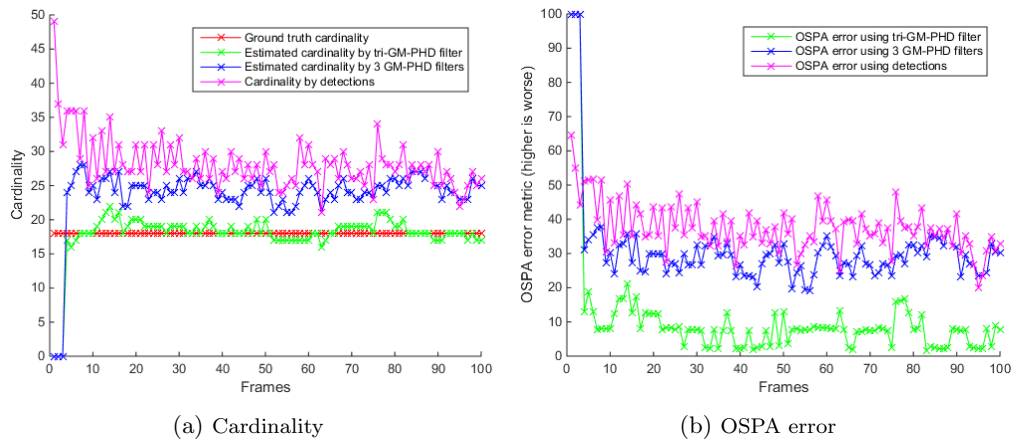 50
45
40
35
30
25
20
15
10
5
0
Cardinality
Ground truth cardinality
Estimated cardinality by tri-GM-PHD filter
Estimated cardinality by 3 GM-PHD filters
Cardinality by detections
0 10 20 30 40 50 60 70 80 90 100
Frames
(a) Cardinality
100
90
80
70
60
50
40
30
20
10
0
OSPA error metric (higher is worse)
OSPA error using tri-GM-PHD filter
OSPA error using 3 GM-PHD filters
OSPA error using detections
0 10 20 30 40 50 60 70 80 90 100
Frames
(b) OSPA error